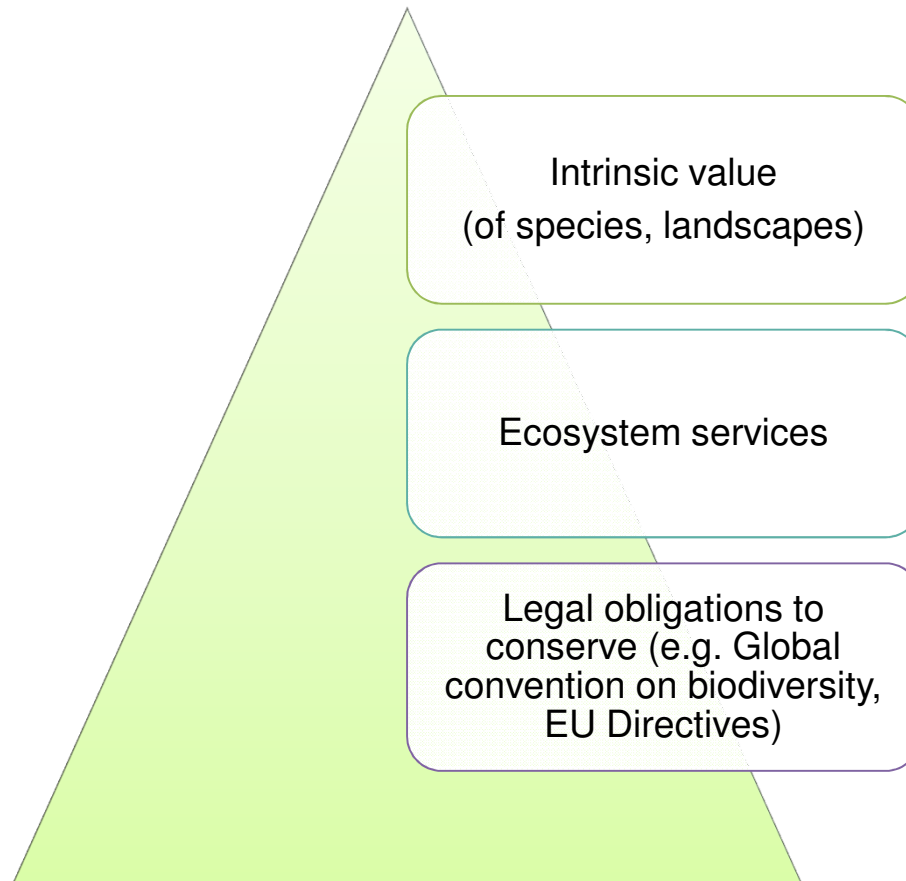 Intrinsic value
(of species, landscapes)
Ecosystem services
Legal obligations to
conserve (e.g. Global
convention on biodiversity,
EU Directives)